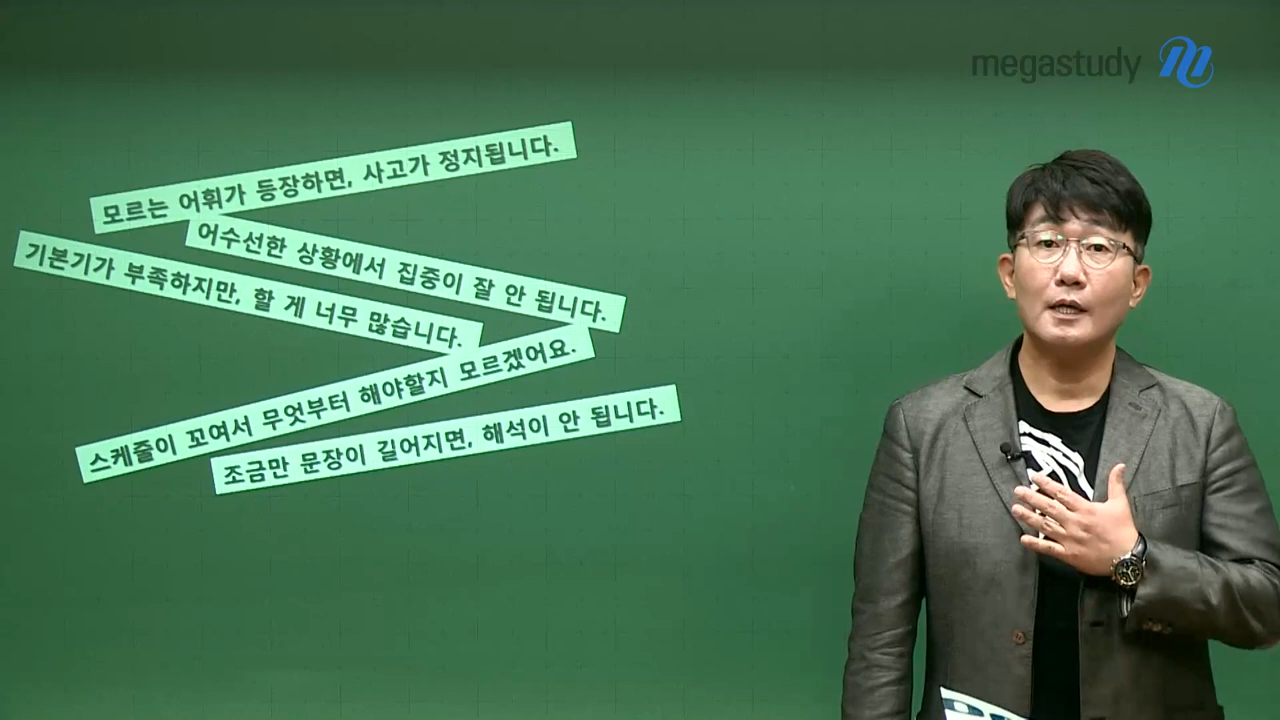 megastudy
모르는 어휘가 등장하면, 사고가 정지됩니다.
어수선한 상황에서 집중이 잘 안 됩니다.
기본기가 부족하지만, 할 게 너무 많습니다.
스케줄이 꼬여서 무엇부터 해야할지 모르겠어요.
조금만 문장이 길어지면, 해석이 안 됩니다.